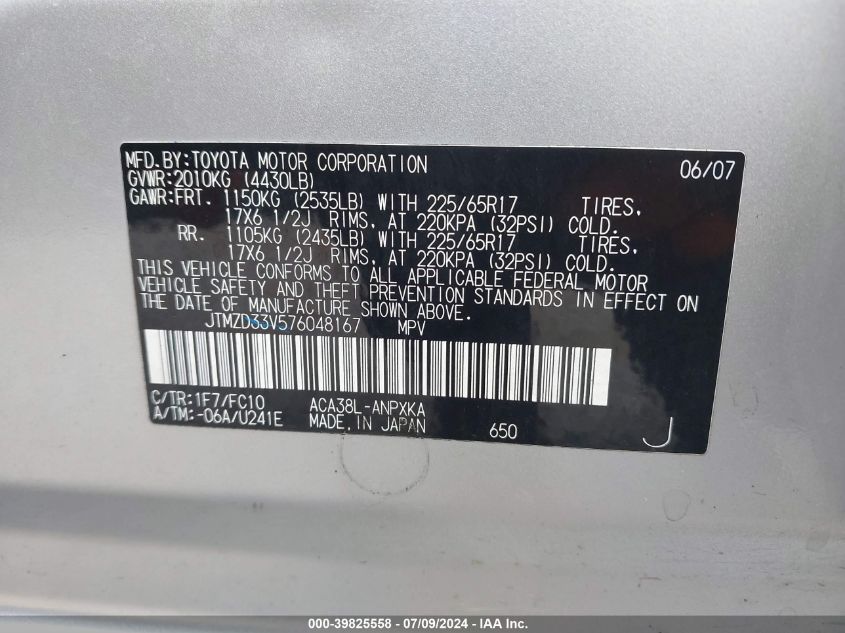 MFD.BY:TOYOTA MOTOR CORPORATION 06/07
GVWR:2010KG (4430LB)
GAWR:FRT. 1150KG (2535LB) WITH 225/65R17 TIRES,
17X6 1/2J RIMS, AT 220KPA (32PSI) COLD.
RR. 1105KG (2435LB) WITH 225/65R17 TIRES,
17X6 1/2J RIMS, AT 220KPA (32PSI) COLD.
THIS VEHICLE CONFORMS TO ALL APPLICABLE FEDERAL MOTOR
VEHICLE SAFETY AND THEFT PREVENTION STANDARDS IN EFFECT ON
THE DATE OF MANUFACTURE SHOWN ABOVE.
JTMZD33V576048167 MPV
C/TR:1F7/FC10 ACA38L-ANPXKA
A/TM:-06A/U241E MADE IN JAPAN 650 J
000-39825558 - 07/09/2024 - IAA Inc.